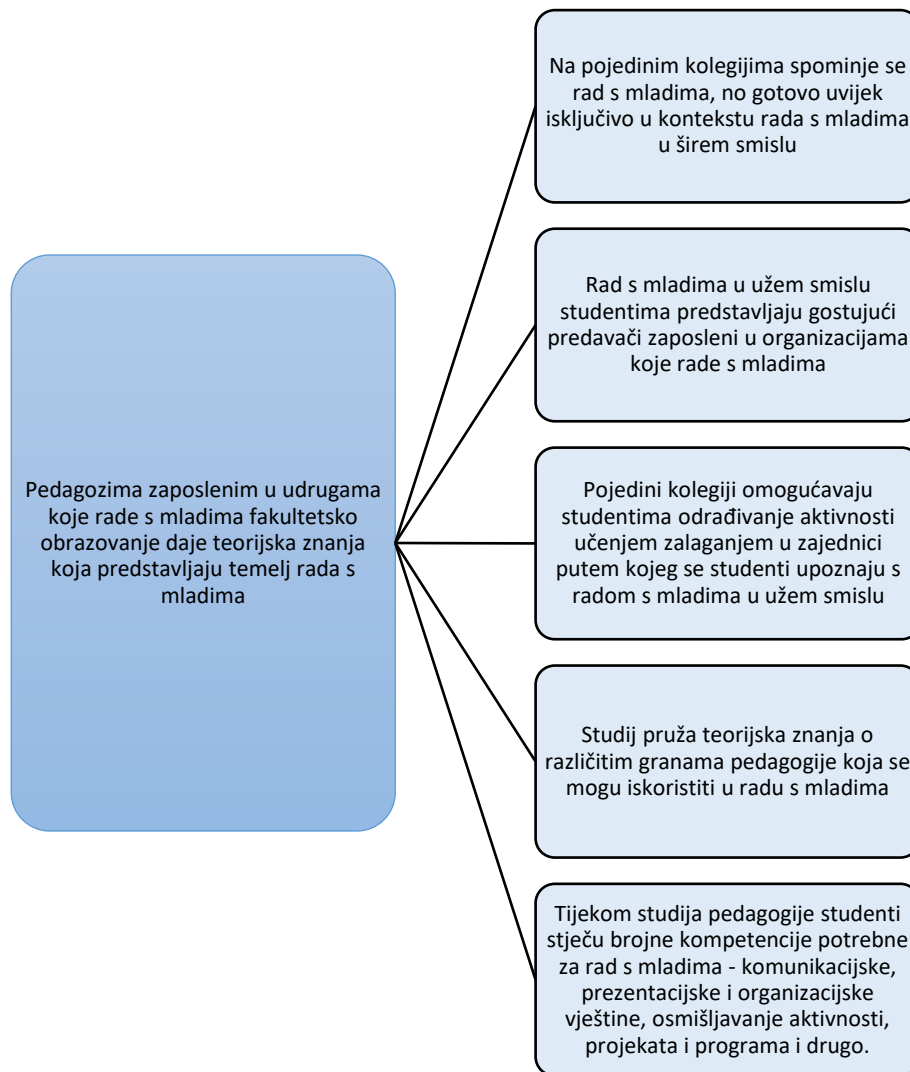 Na pojedinim kolegijima spominje se
rad s mladima, no gotovo uvijek
isključivo u kontekstu rada s mladima
u širem smislu
Rad s mladima u užem smislu
studentima predstavljaju gostujući
predavači zaposleni u organizacijama
koje rade s mladima
Pedagozima zaposlenim u udrugama
koje rade s mladima fakultetsko
obrazovanje daje teorijska znanja
koja predstavljaju temelj rada s
mladima
Pojedini kolegiji omogućavaju
studentima odrađivanje aktivnosti
učenjem zalaganjem u zajednici
putem kojeg se studenti upoznaju s
radom s mladima u užem smislu
Studij pruža teorijska znanja o
različitim granama pedagogije koja se
mogu iskoristiti u radu s mladima
Tijekom studija pedagogije studenti
stječu brojne kompetencije potrebne
za rad s mladima - komunikacijske,
prezentacijske i organizacijske
vještine, osmišljavanje aktivnosti,
projekata i programa i drugo.